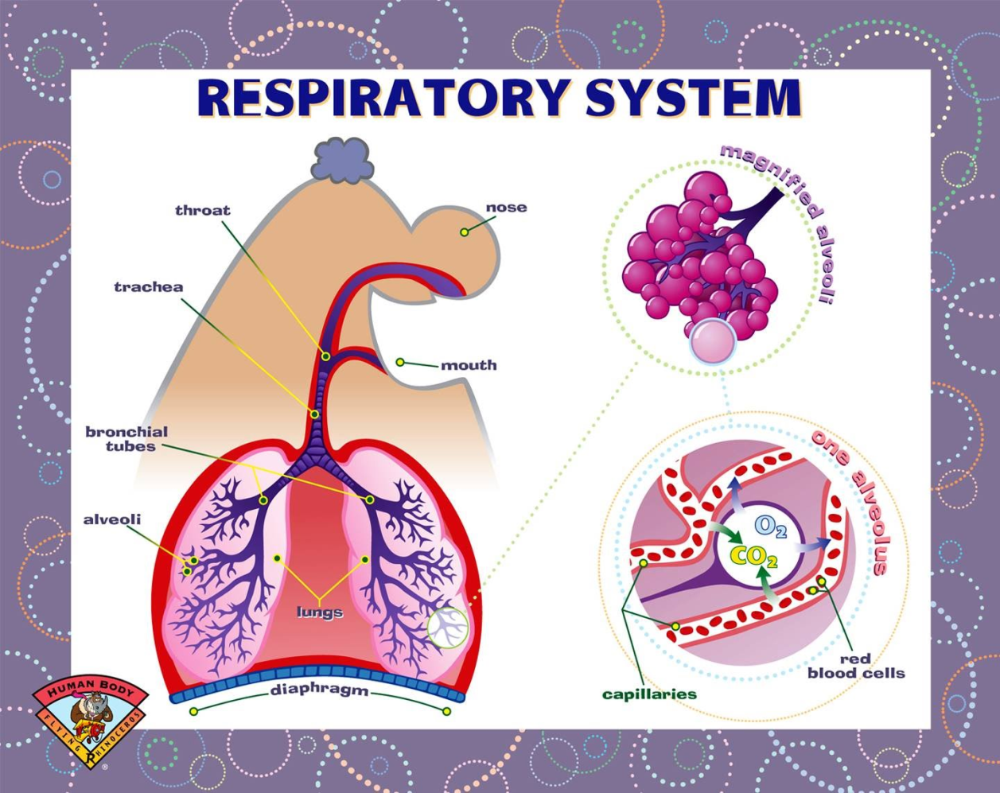 RESPIRATORY SYSTEM
throat
nose
trachea
mouth
bronchial
tubes
alveoli
lungs
diaphragm
magnified alveoli
one alveolus
O2
CO2
red
blood cells
capillaries
HUMAN BODY
FLYING RHINOCEROS
®